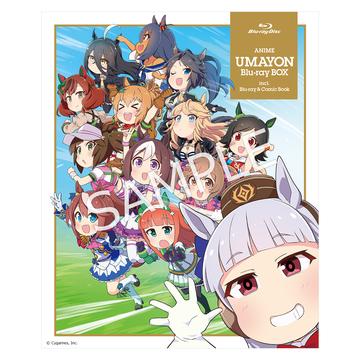 Blu-ray Disc
ANIME
UMAYON
Blu-ray BOX
incl.
Blu-ray & Comic Book
SAMPLE
© Cygames, Inc.